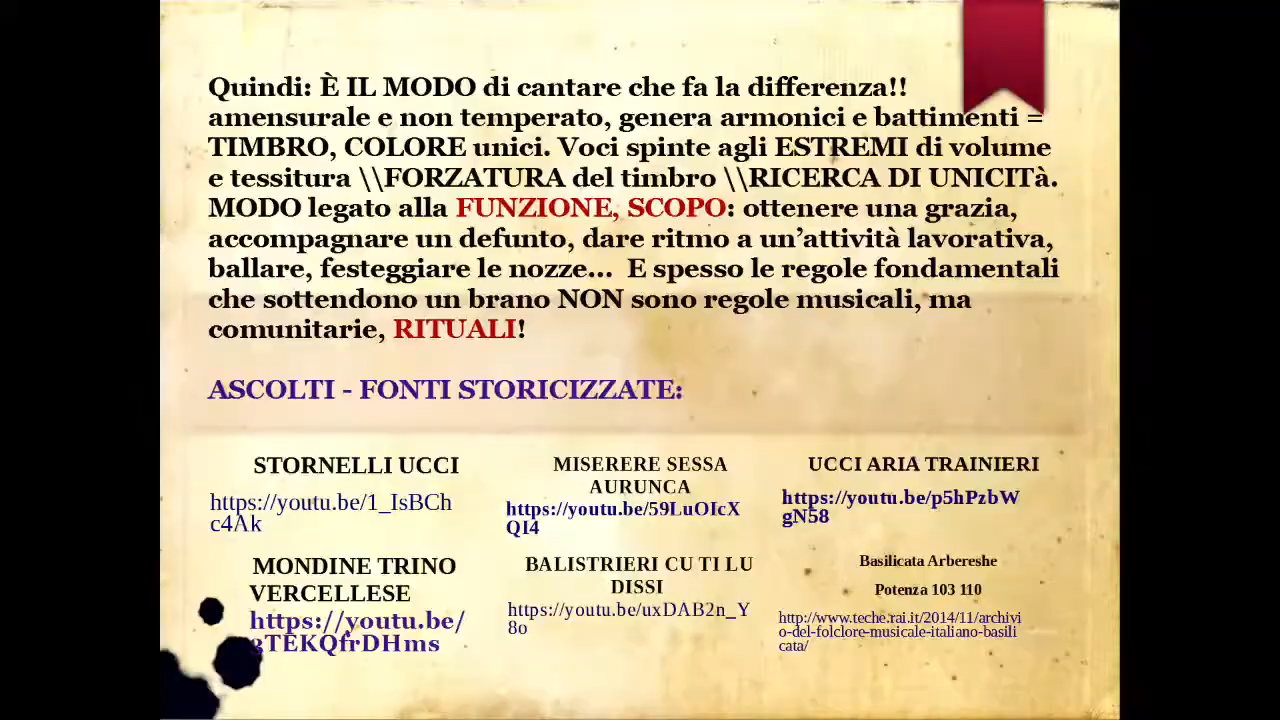 Quindi: È IL MODO di cantare che fa la differenza!!
amensurale e non temperato, genera armonici e battimenti =
TIMBRO, COLORE unici. Voci spinte agli ESTREMI di volume
e tessitura \\FORZATURA del timbro \\RICERCA DI UNICITà.
MODO legato alla FUNZIONE, SCOPO: ottenere una grazia,
accompagnare un defunto, dare ritmo a un’attività lavorativa,
ballare, festeggiare le nozze... E spesso le regole fondamentali
che sottendono un brano NON sono regole musicali, ma
comunitarie, RITUALI!
ASCOLTI - FONTI STORICIZZATE:
STORNELLI UCCI
https://youtu.be/1_IsBCh
c4Ak
MISERERE SESSA
AURUNCA
https://youtu.be/59LuOIcX
QI4
UCCI ARIA TRAINIERI
https://youtu.be/p5hPzbW
gN58
MONDINE TRINO
VERCELLESE
https://youtu.be/
3TEKQfrDHms
BALISTRIERI CU TI LU
DISSI
https://youtu.be/uxDAB2n_Y
8o
Basilicata Arbereshe
Potenza 103 110
http://www.teche.rai.it/2014/11/archivi
o-del-folclore-musicale-italiano-basili
cata/